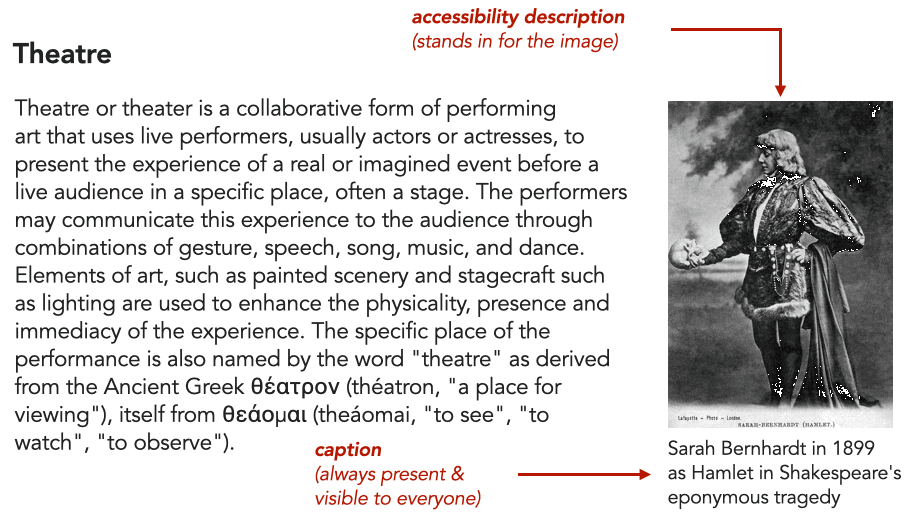 accessibility description
(stands in for the image)
Theatre
Theatre or theater is a collaborative form of performing
art that uses live performers, usually actors or actresses, to
present the experience of a real or imagined event before a
live audience in a specific place, often a stage. The performers
may communicate this experience to the audience through
combinations of gesture, speech, song, music, and dance.
Elements of art, such as painted scenery and stagecraft such
as lighting are used to enhance the physicality, presence and
immediacy of the experience. The specific place of the
performance is also named by the word "theatre" as derived
from the Ancient Greek θέατρον (théatron, "a place for
viewing"), itself from θεάομαι (theáomai, "to see", "to
watch", "to observe").
caption
(always present &
visible to everyone)
Lafayette - Photo - London.
SARAH-BERNHARDT (HAMLET.)
Sarah Bernhardt in 1899
as Hamlet in Shakespeare's
eponymous tragedy